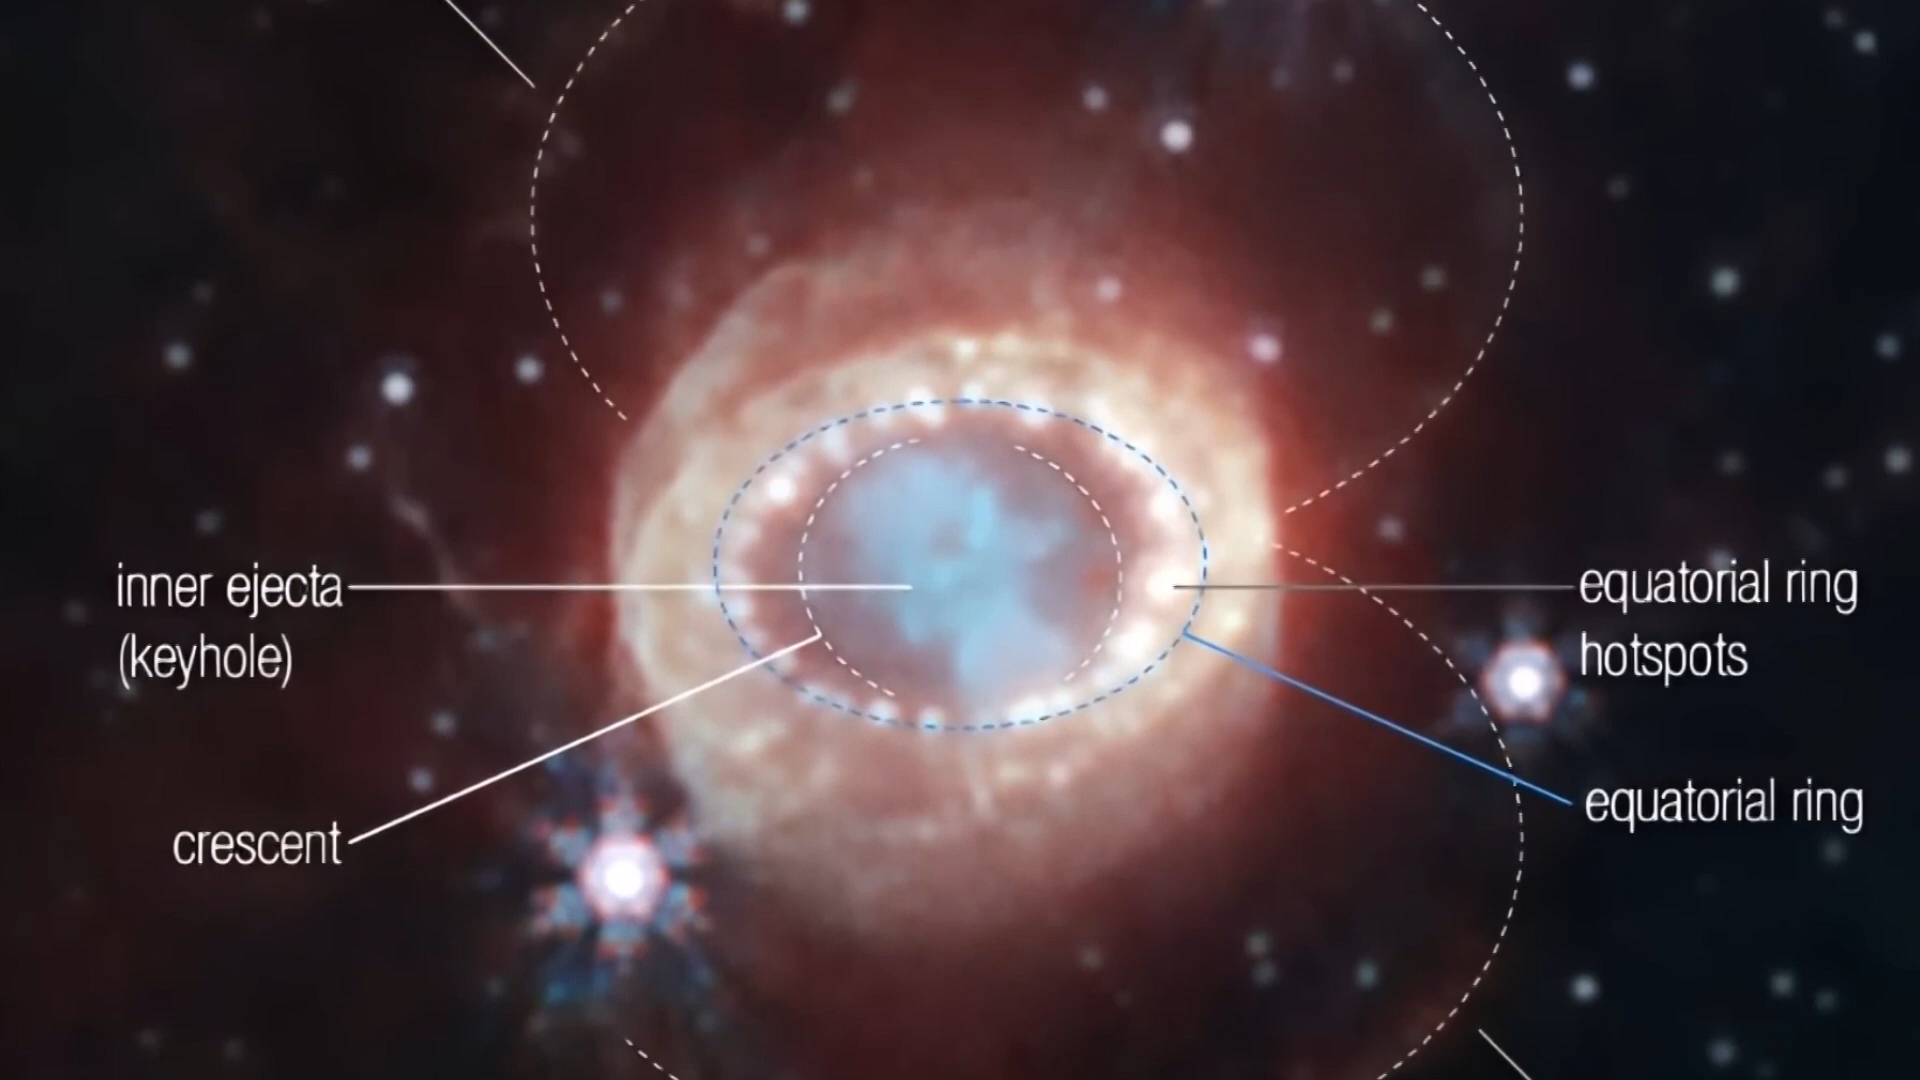 inner ejecta
(keyhole)
crescent
equatorial ring
hotspots
equatorial ring